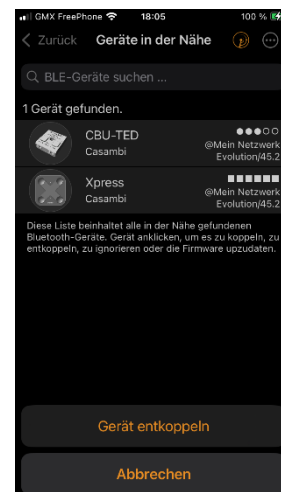 GMX FreePhone 18:05 100 %
Zurück Geräte in der Nähe
BLE-Geräte suchen ...
1 Gerät gefunden.
CBU-TED
Casambi
@Mein Netzwerk
Evolution/45.2
Xpress
Casambi
@Mein Netzwerk
Evolution/45.2
Diese Liste beinhaltet alle in der Nähe gefundenen
Bluetooth-Geräte. Gerät anklicken, um es zu koppeln, zu
entkoppeln, zu ignorieren oder die Firmware upzudaten.
Gerät entkoppeln
Abbrechen